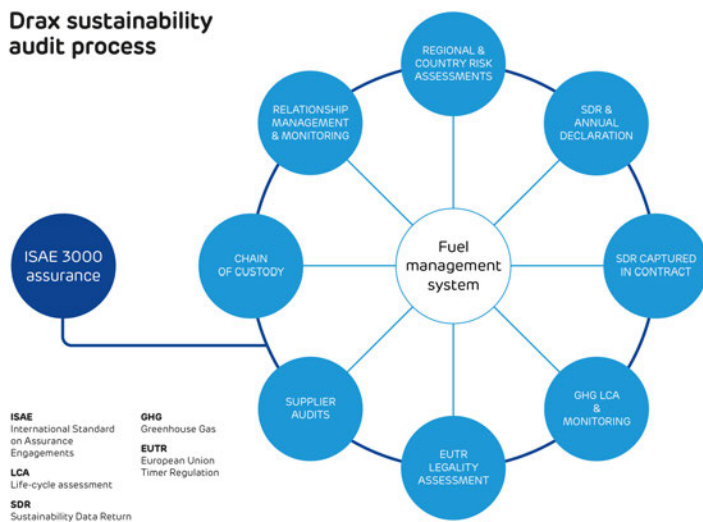 Drax sustainability
audit process
REGIONAL &
COUNTRY RISK
ASSESSMENTS
SDR &
ANNUAL
DECLARATION
SDR CAPTURED
IN CONTRACT
GHG LCA
&
MONITORING
EUTR
LEGALITY
ASSESSMENT
SUPPLIER
AUDITS
CHAIN
OF CUSTODY
RELATIONSHIP
MANAGEMENT
& MONITORING
Fuel
management
system
ISAE 3000
assurance
ISAE
International Standard
on Assurance
Engagements
LCA
Life-cycle assessment
SDR
Sustainability Data Return
GHG
Greenhouse Gas
EUTR
European Union
Timer Regulation